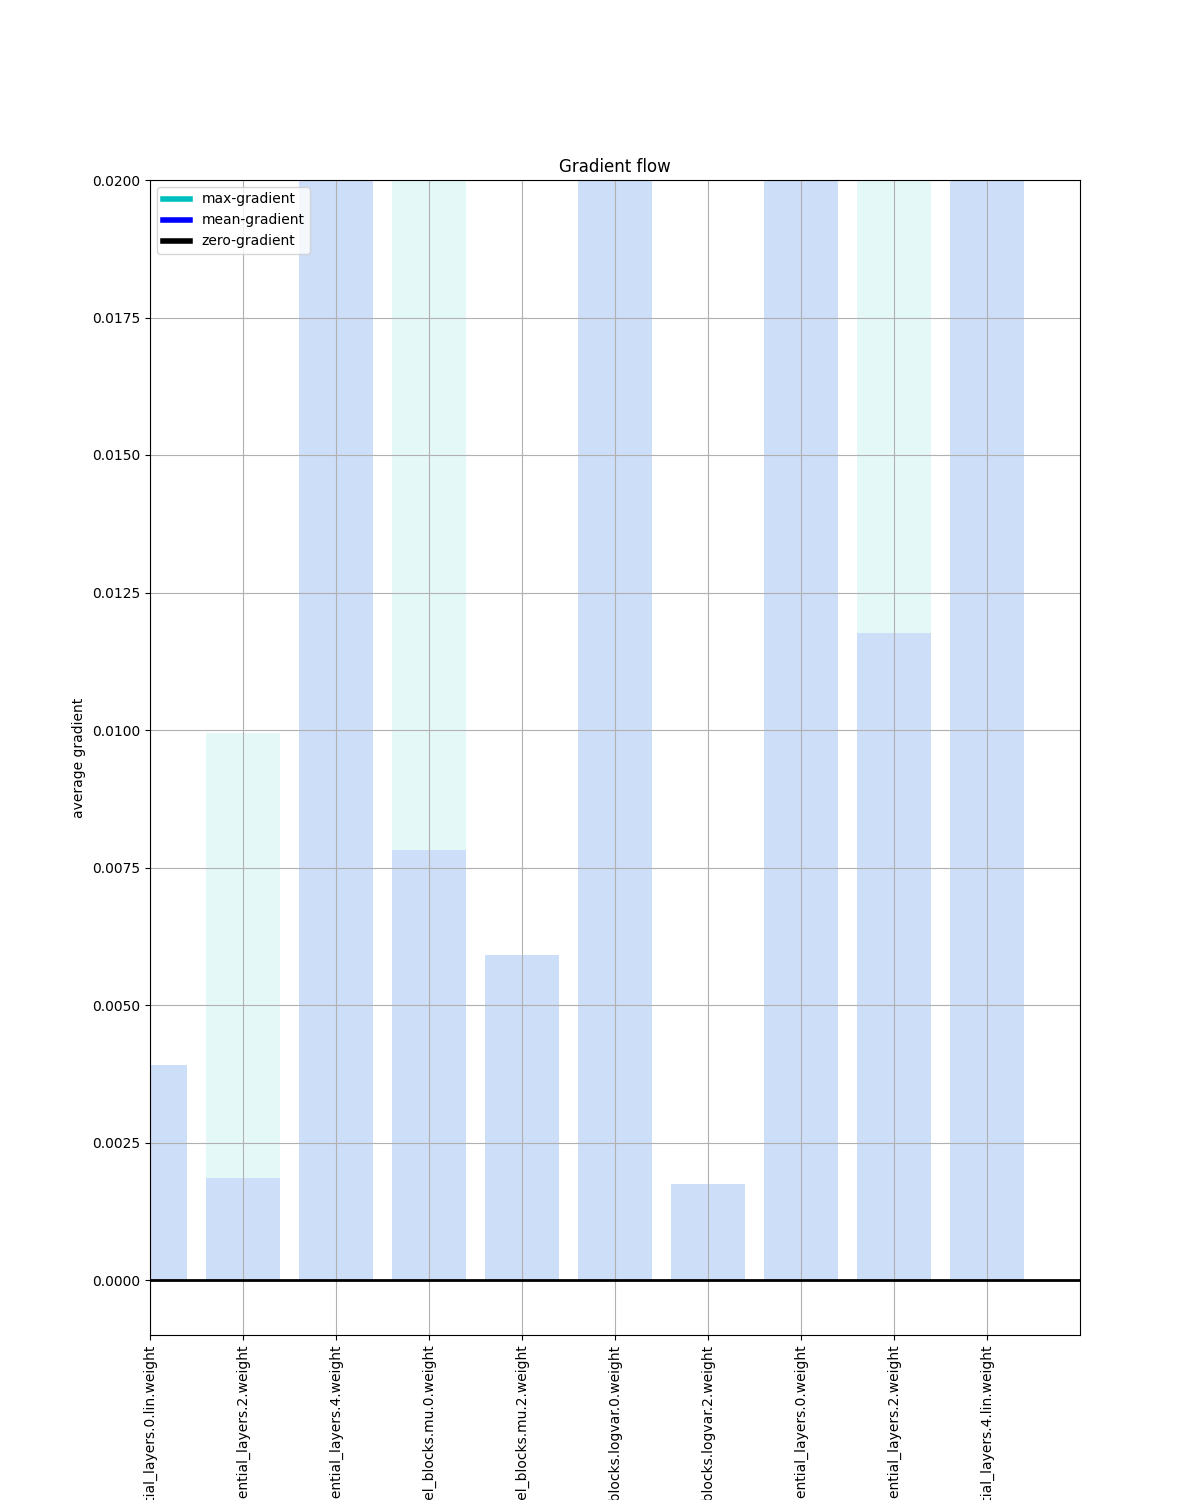 Gradient flow
max-gradient
mean-gradient
zero-gradient
0.0200
0.0175
0.0150
0.0125
0.0100
0.0075
0.0050
0.0025
0.0000
average gradient
tial_layers.0.lin.weight
ential_layers.2.weight
ential_layers.4.weight
el_blocks.mu.0.weight
el_blocks.mu.2.weight
blocks.logvar.0.weight
blocks.logvar.2.weight
ential_layers.0.weight
ential_layers.2.weight
tial_layers.4.lin.weight